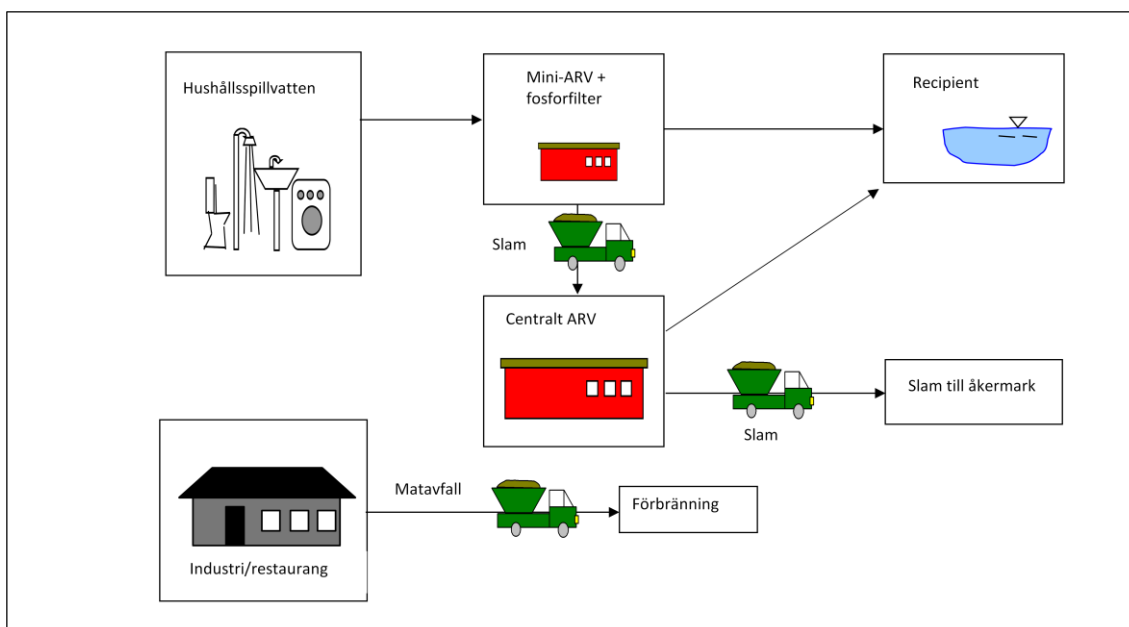 Hushållsspillvatten
Mini-ARV +
fosforfilter
Recipient
Slam
Centralt ARV
Slam
Slam till åkermark
Industri/restaurang
Matavfall
Förbränning